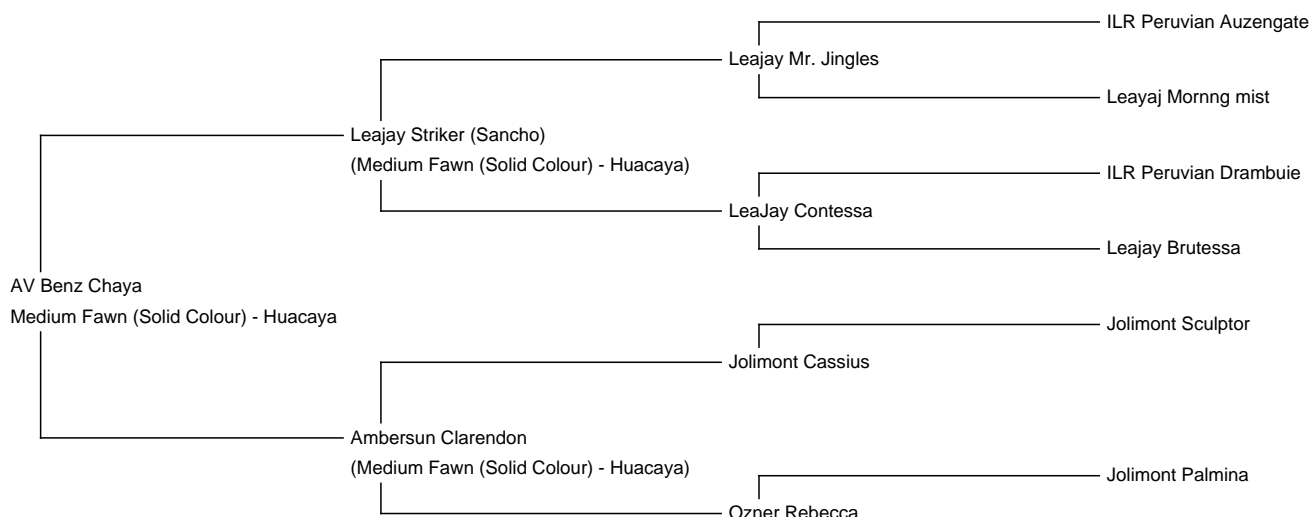 ILR Peruvian Auzengate
Leajay Mr. Jingles
Leayaj Mornng mist
Leajay Striker (Sancho)
(Medium Fawn (Solid Colour) - Huacaya)
ILR Peruvian Drambuie
LeaJay Contessa
Leajay Brutessa
AV Benz Chaya
Medium Fawn (Solid Colour) - Huacaya
Jolimont Sculptor
Jolimont Cassius
Ambersun Clarendon
(Medium Fawn (Solid Colour) - Huacaya)
Jolimont Palmina
Ozner Rebecca